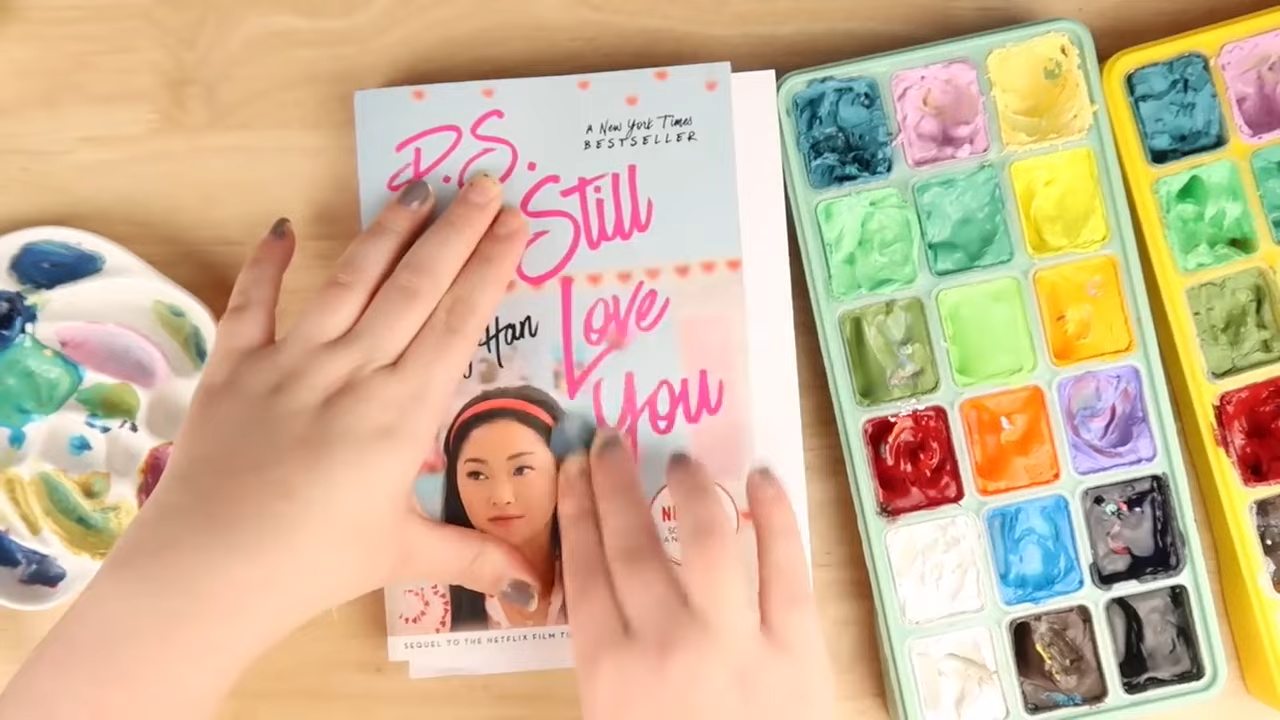 P.S.
A New York Times
BESTSELLER
Still
Love
Han
You
SEQUEL TO THE NETFLIX FILM